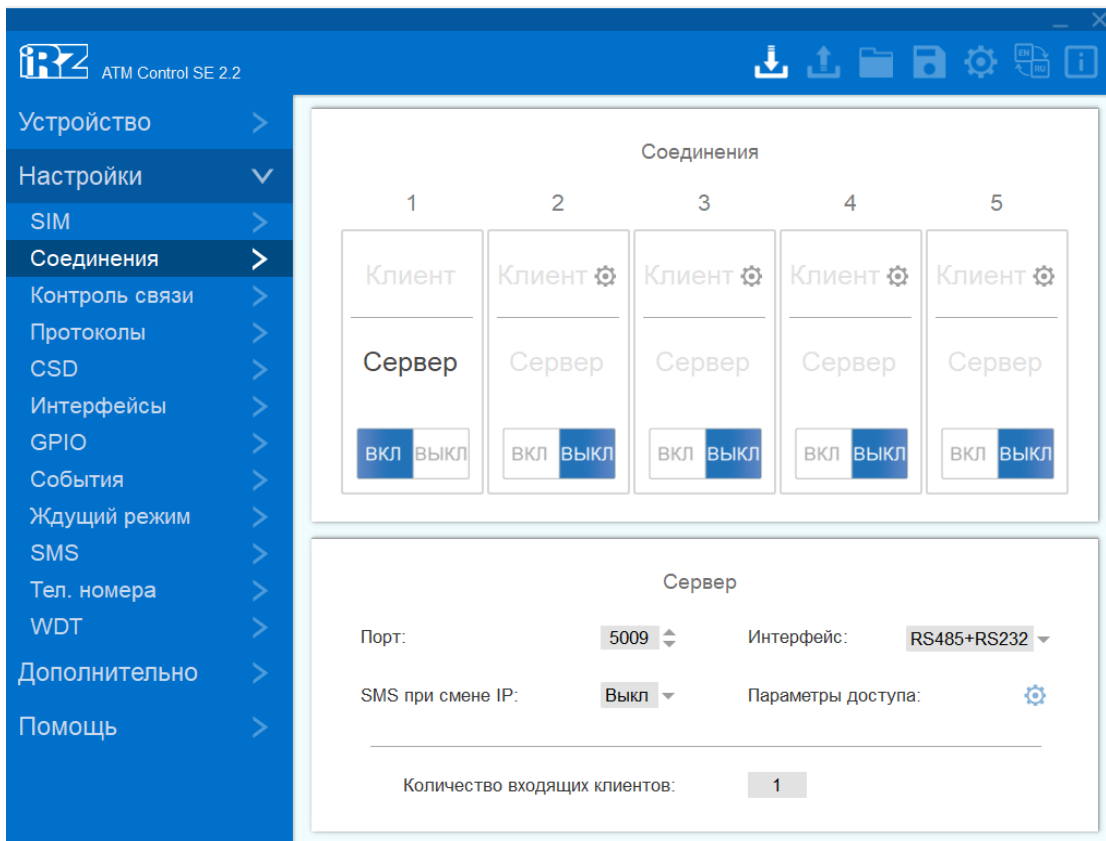 iRZ ATM Control SE 2.2
EN RU
Устройство
Настройки
SIM
Соединения
Контроль связи
Протоколы
CSD
Интерфейсы
GPIO
События
Ждущий режим
SMS
Тел. номера
WDT
Дополнительно
Помощь
Соединения
1 2 3 4 5
Клиент Клиент Клиент Клиент Клиент
Сервер Сервер Сервер Сервер Сервер
ВКЛ ВЫКЛ ВКЛ ВЫКЛ ВКЛ ВЫКЛ ВКЛ ВЫКЛ ВКЛ ВЫКЛ
Сервер
Порт: 5009 Интерфейс: RS485+RS232
SMS при смене IP: Выкл Параметры доступа:
Количество входящих клиентов: 1